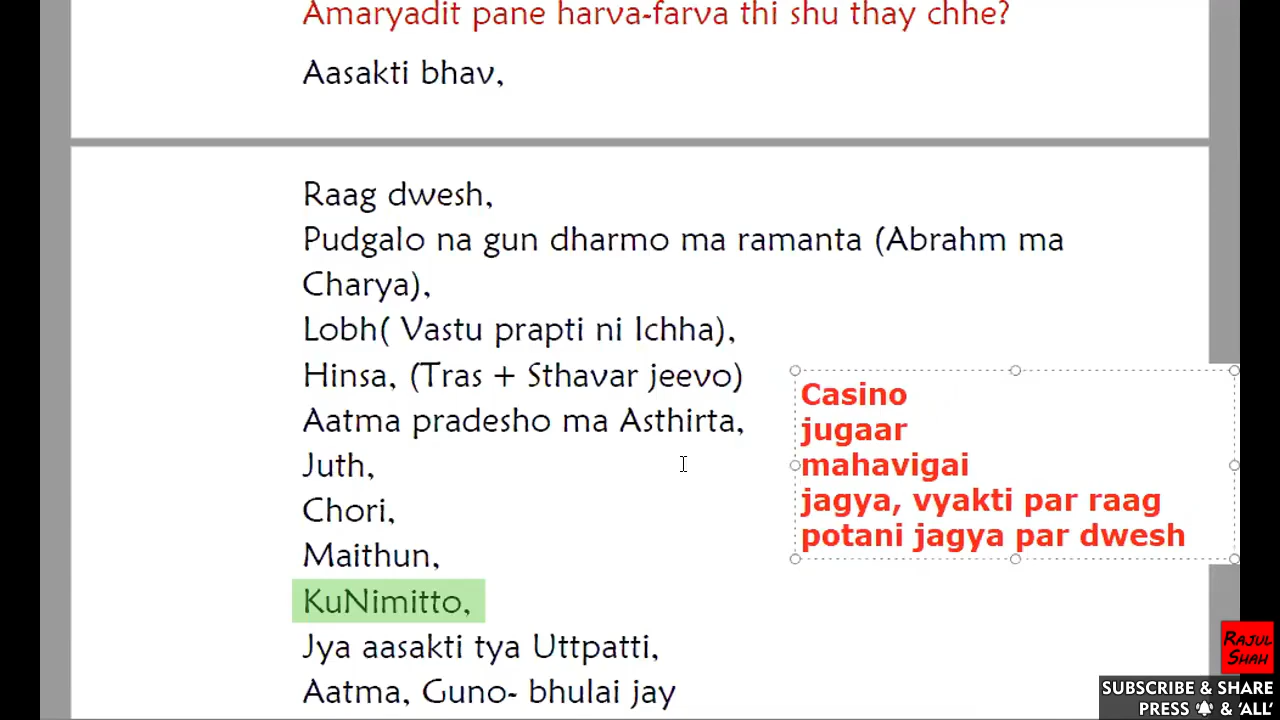 Amaryadit pane harva-farva thi shu thay chhe?
Aasakti bhav,
Raag dwesh,
Pudgalo na gun dharmo ma ramanta (Abrahm ma
Charya),
Lobh( Vastu prapti ni Ichha),
Hinsa, (Tras + Sthavar jeevo)
Aatma pradesho ma Asthirta,
Juth,
Chori,
Maithun,
KuNimitto,
Jya aasakti tya Uttpatti,
Aatma, Guno- bhulai jay
Casino
jugaar
mahavigai
jagya, vyakti par raag
potani jagya par dwesh
RAJUL
SHAH
SUBSCRIBE & SHARE
PRESS 🔔 & 'ALL'